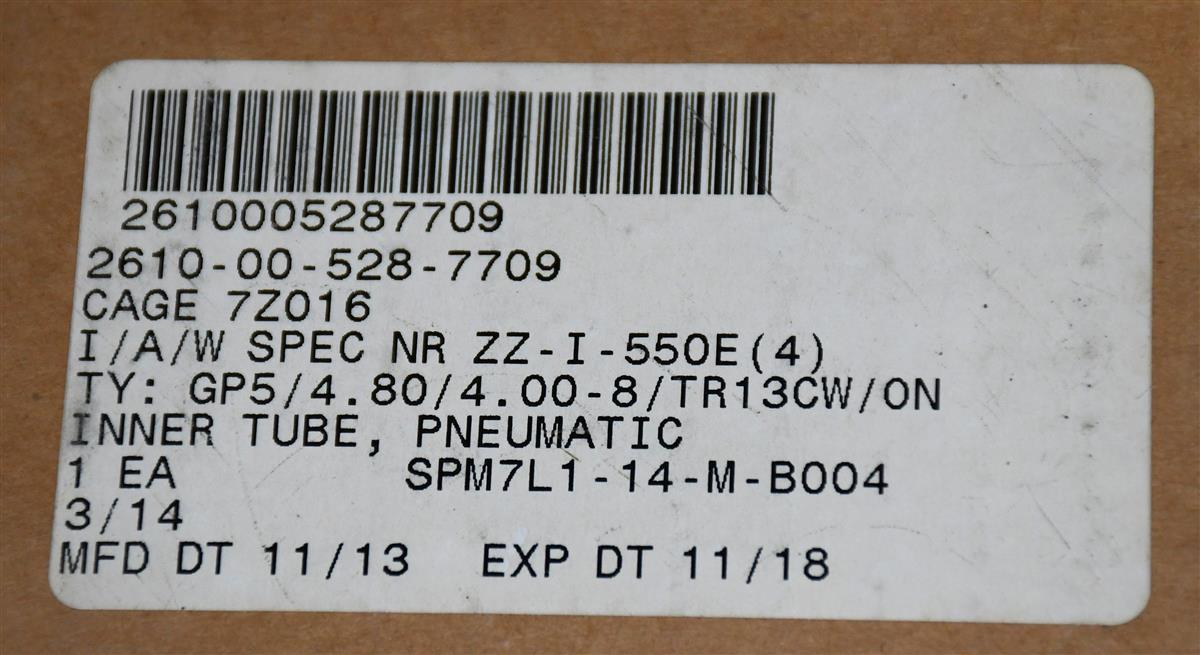 2610005287709
2610-00-528-7709
CAGE 7Z016
I/A/W SPEC NR ZZ-I-550E(4)
TY: GP5/4.80/4.00-8/TR13CW/ON
INNER TUBE, PNEUMATIC
1 EA SPM7L1-14-M-B004
3/14
MFD DT 11/13 EXP DT 11/18